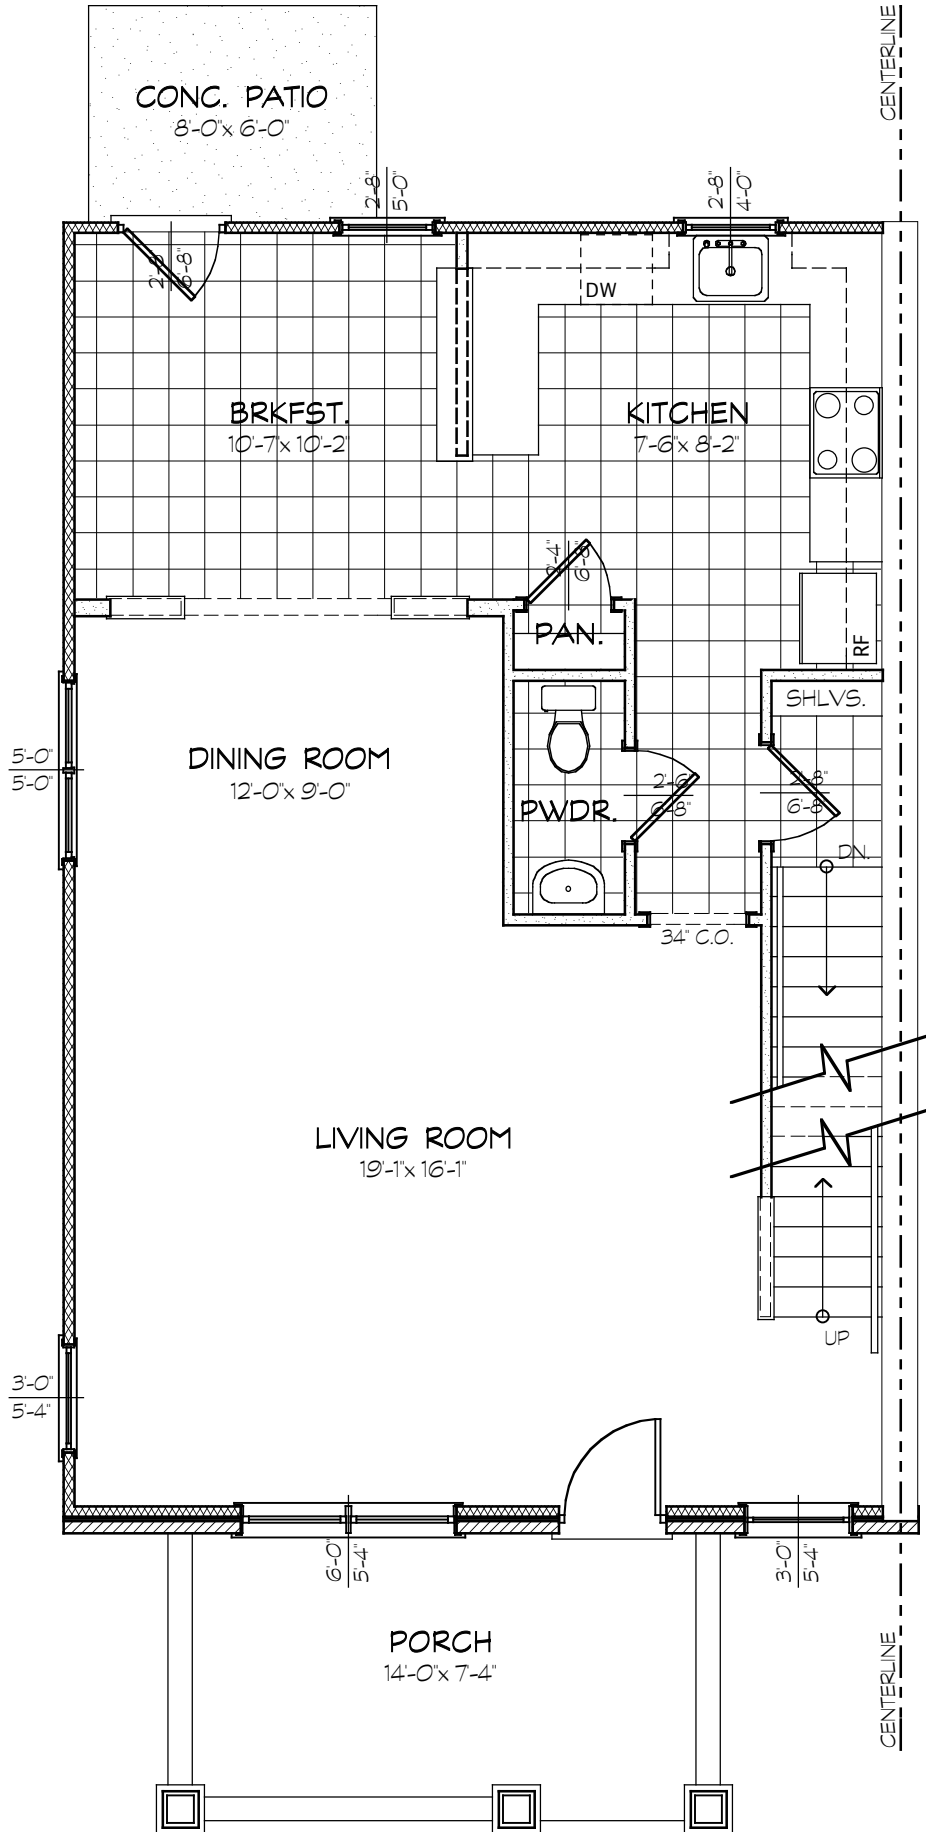 CENTERLINE
CONC. PATIO
8'-0"x 6'-0"
2'-8"
5'-0"
2'-8"
4'-0"
6'-8"
DW
BRKFST.
10'-7"x 10'-2"
KITCHEN
7'-6"x 8'-2"
6'-8"
PAN.
RF
SHLVS.
5'-0"
5'-0"
DINING ROOM
12'-0"x 9'-0"
2'-6"
6'-8"
2'-8"
6'-8"
PWDR.
DN.
34" C.O.
LIVING ROOM
19'-1"x 16'-1"
UP
3'-0"
5'-4"
6'-0"
5'-4"
3'-0"
5'-4"
PORCH
14'-0"x 7'-4"
CENTERLINE